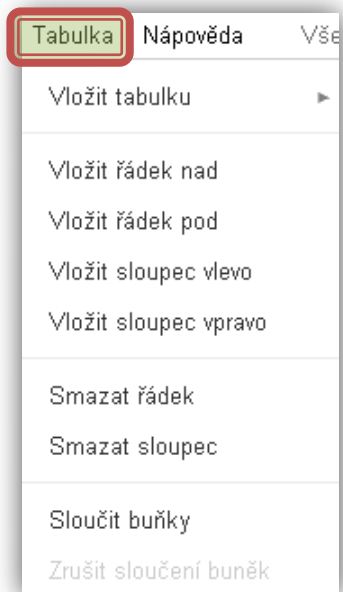 Tabulka Nápověda Vše
Vložit tabulku
Vložit řádek nad
Vložit řádek pod
Vložit sloupec vlevo
Vložit sloupec vpravo
Smazat řádek
Smazat sloupec
Sloučit buňky
Zrušit sloučení buněk